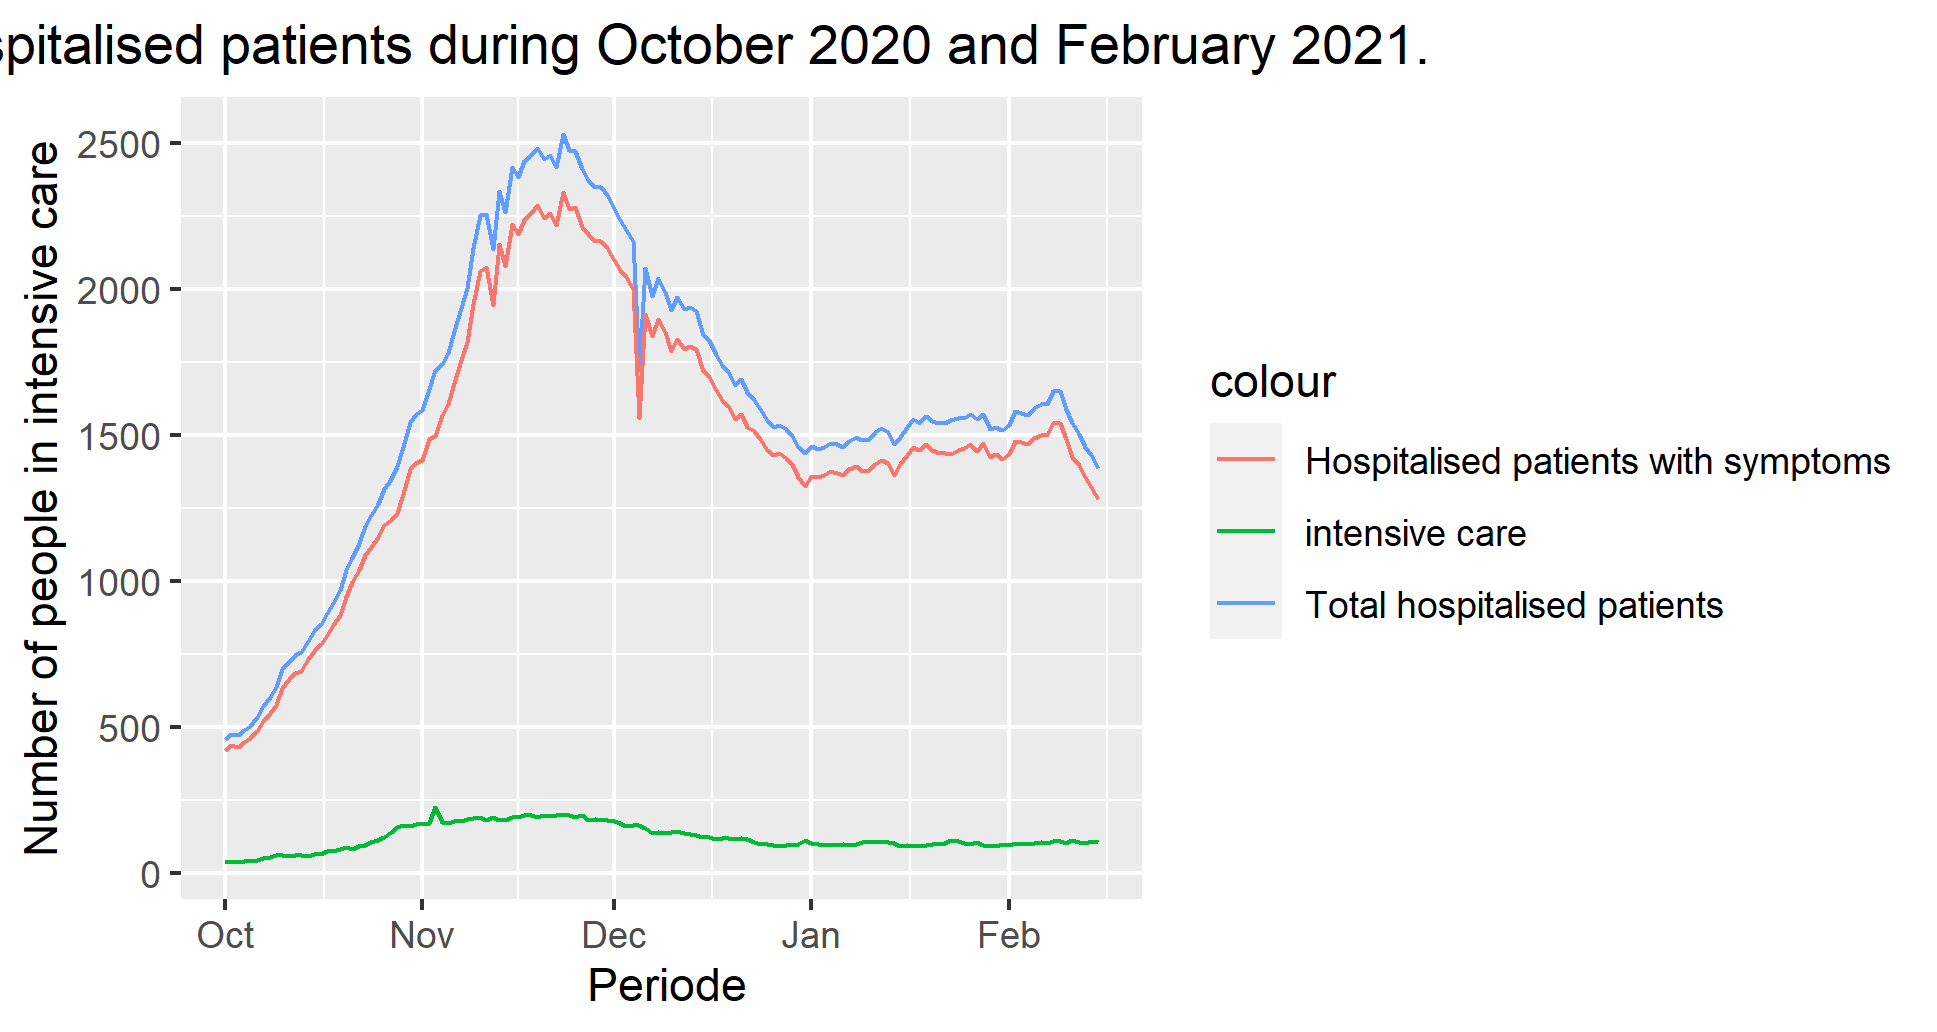 spitalised patients during October 2020 and February 2021.
Number of people in intensive care
2500
2000
1500
1000
500
0
Oct Nov Dec Jan Feb
Periode
colour
Hospitalised patients with symptoms
intensive care
Total hospitalised patients